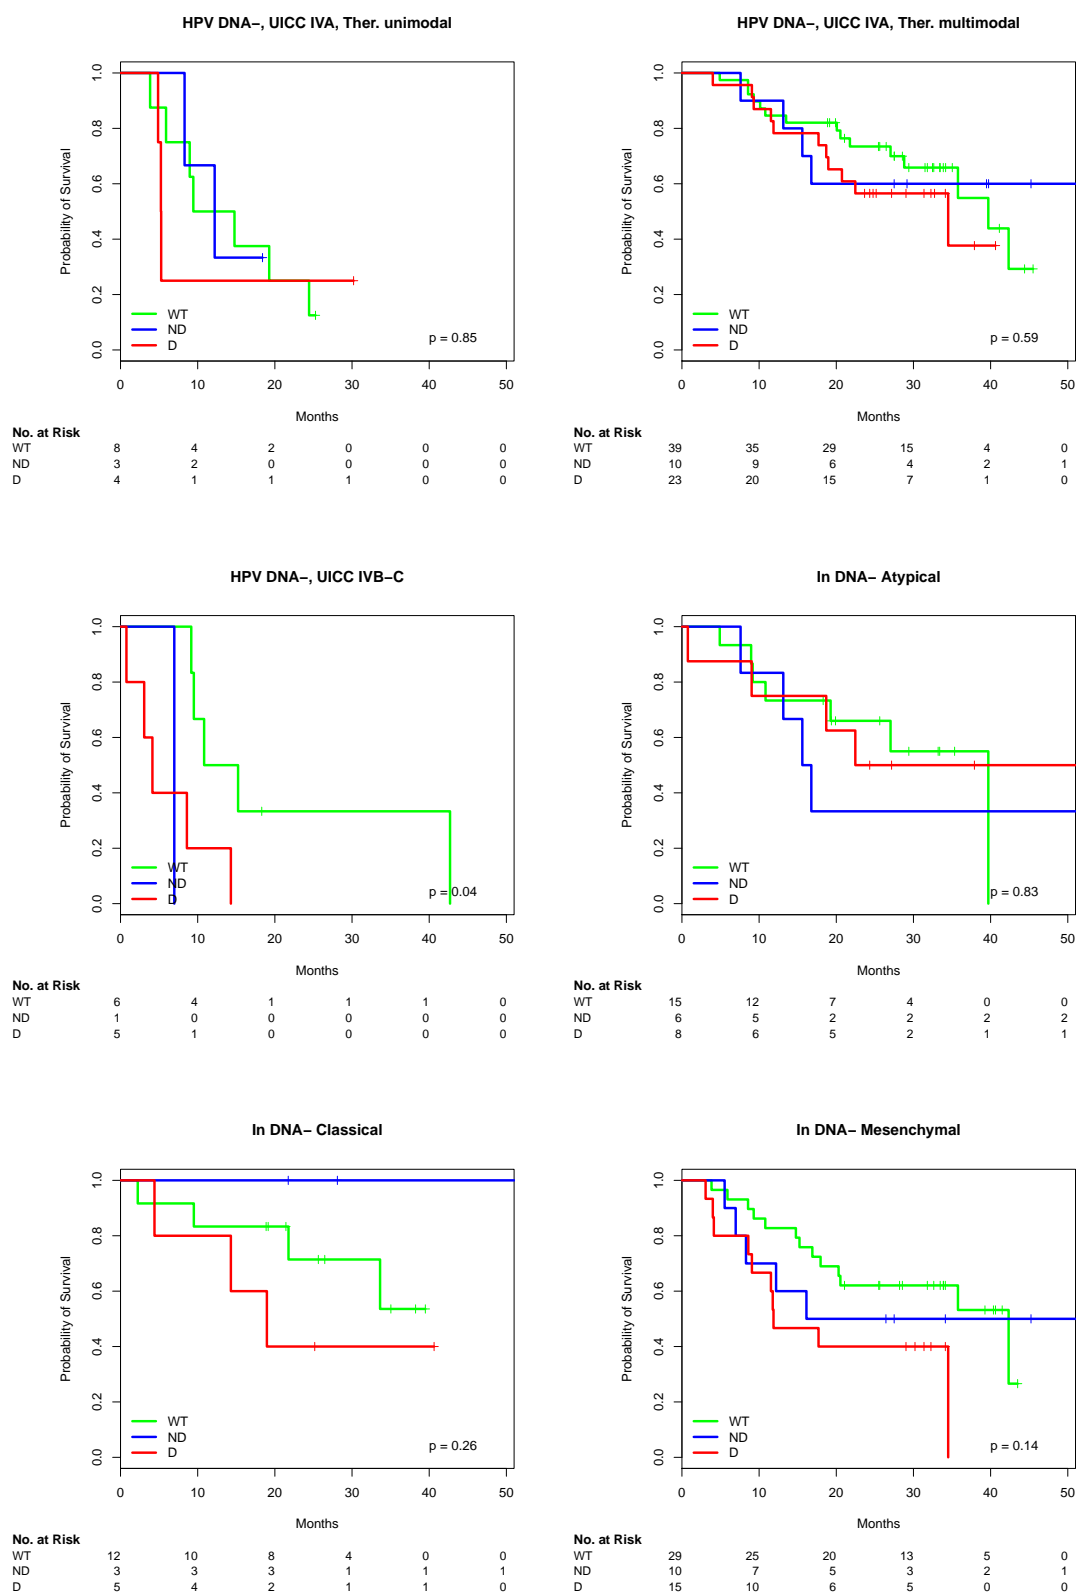 HPV DNA−, UICC IVA, Ther. unimodal
Probability of Survival
0.0 0.2 0.4 0.6 0.8 1.0
WT
ND
D
p = 0.85
0 10 20 30 40 50
Months
No. at Risk
WT 8 4 2 0 0 0
ND 3 2 0 0 0 0
D 4 1 1 1 0 0
HPV DNA−, UICC IVA, Ther. multimodal
Probability of Survival
0.0 0.2 0.4 0.6 0.8 1.0
WT
ND
D
p = 0.59
0 10 20 30 40 50
Months
No. at Risk
WT 39 35 29 15 4 0
ND 10 9 6 4 2 1
D 23 20 15 7 1 0
HPV DNA−, UICC IVB−C
Probability of Survival
0.0 0.2 0.4 0.6 0.8 1.0
WT
ND
D
p = 0.04
0 10 20 30 40 50
Months
No. at Risk
WT 6 4 1 1 1 0
ND 1 0 0 0 0 0
D 5 1 0 0 0 0
In DNA− Atypical
Probability of Survival
0.0 0.2 0.4 0.6 0.8 1.0
WT
ND
D
p = 0.83
0 10 20 30 40 50
Months
No. at Risk
WT 15 12 7 4 0 0
ND 6 5 2 2 2 2
D 8 6 5 2 1 1
In DNA− Classical
Probability of Survival
0.0 0.2 0.4 0.6 0.8 1.0
WT
ND
D
p = 0.26
0 10 20 30 40 50
Months
No. at Risk
WT 12 10 8 4 0 0
ND 3 3 3 1 1 1
D 5 4 2 1 1 0
In DNA− Mesenchymal
Probability of Survival
0.0 0.2 0.4 0.6 0.8 1.0
WT
ND
D
p = 0.14
0 10 20 30 40 50
Months
No. at Risk
WT 29 25 20 13 5 0
ND 10 7 5 3 2 1
D 15 10 6 5 0 0